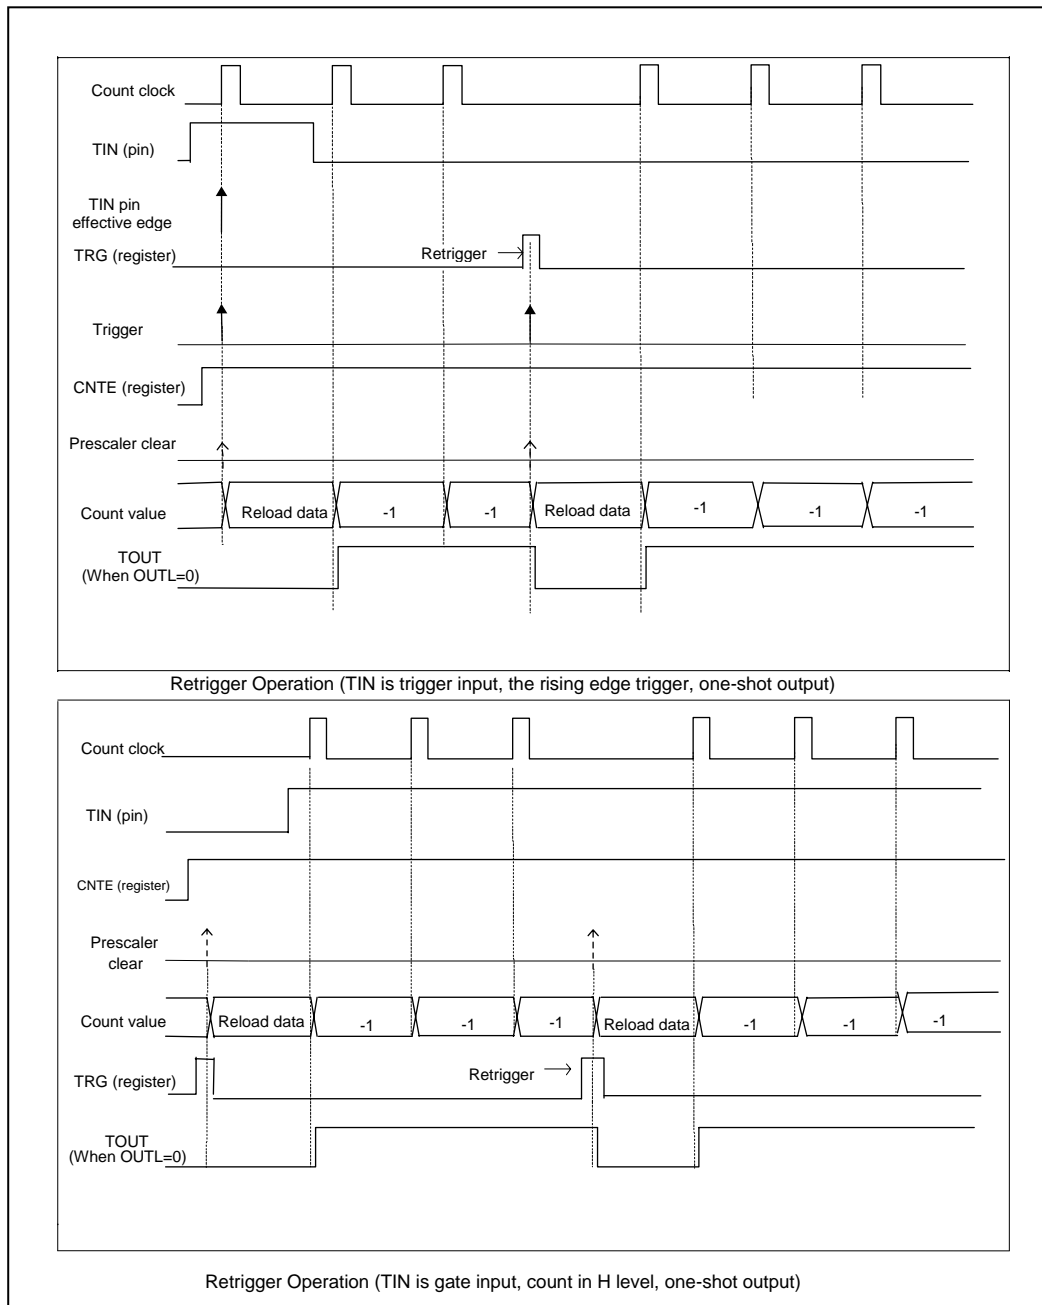 Count clock
TIN (pin)
TIN pin
effective edge
TRG (register)
Retrigger
Trigger
CNTE (register)
Prescaler clear
Count value
Reload data
-1
-1
Reload data
-1
-1
-1
TOUT
(When OUTL=0)
Retrigger Operation (TIN is trigger input, the rising edge trigger, one-shot output)
Count clock
TIN (pin)
CNTE (register)
Prescaler
clear
Count value
Reload data
-1
-1
-1
Reload data
-1
-1
-1
TRG (register)
Retrigger
TOUT
(When OUTL=0)
Retrigger Operation (TIN is gate input, count in H level, one-shot output)